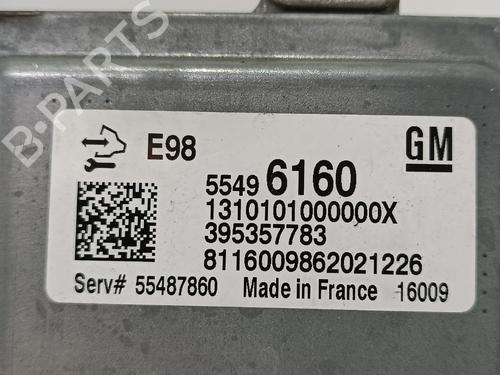 B-PARTS
E98
GM
5549 6160
1310101000000X
395357783
8116009862021226
Serv# 55487860 Made in France 16009